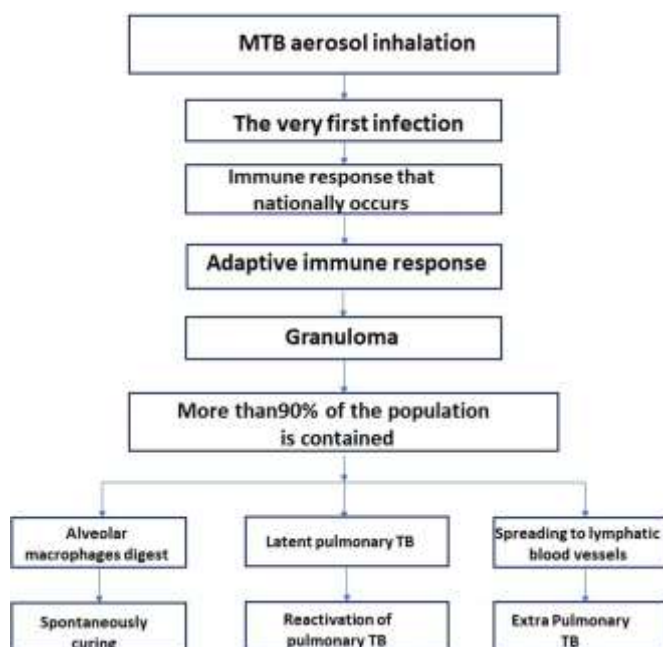 MTB aerosol inhalation
The very first infection
Immune response that
nationally occurs
Adaptive immune response
Granuloma
More than90% of the population
is contained
Alveolar
macrophages digest
Latent pulmonary TB
Spreading to lymphatic
blood vessels
Spontaneously
curing
Reactivation of
pulmonary TB
Extra Pulmonary
TB